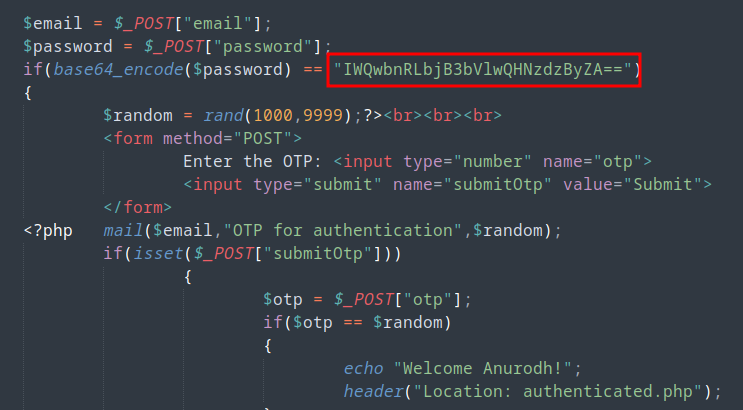 $email = $_POST["email"];
$password = $_POST["password"];
if(base64_encode($password) == "IWQwbnRLbjB3bVlwQHNzdzByZA==")
{
$random = rand(1000,9999);?><br><br><br>
<form method="POST">
Enter the OTP: <input type="number" name="otp">
<input type="submit" name="submitOtp" value="Submit">
</form>
<?php mail($email,"OTP for authentication",$random);
if(isset($_POST["submitOtp"]))
{
$otp = $_POST["otp"];
if($otp == $random)
{
echo "Welcome Anurodh!";
header("Location: authenticated.php");
}